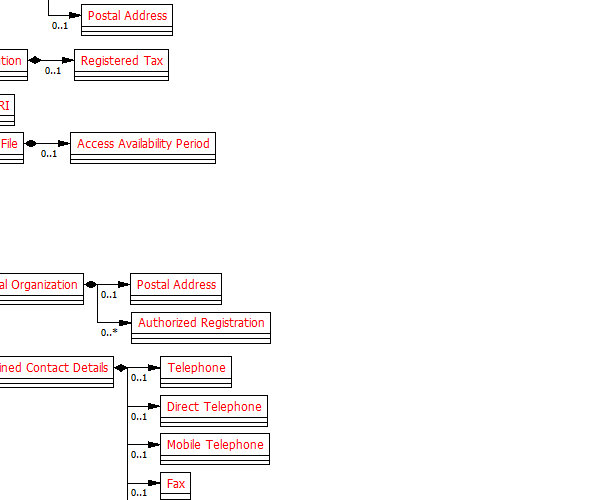 Postal Address
0..1
tion
Registered Tax
0..1
RI
File
Access Availability Period
0..1
al Organization
Postal Address
0..1
Authorized Registration
0..*
ined Contact Details
Telephone
0..1
Direct Telephone
0..1
Mobile Telephone
0..1
Fax
0..1